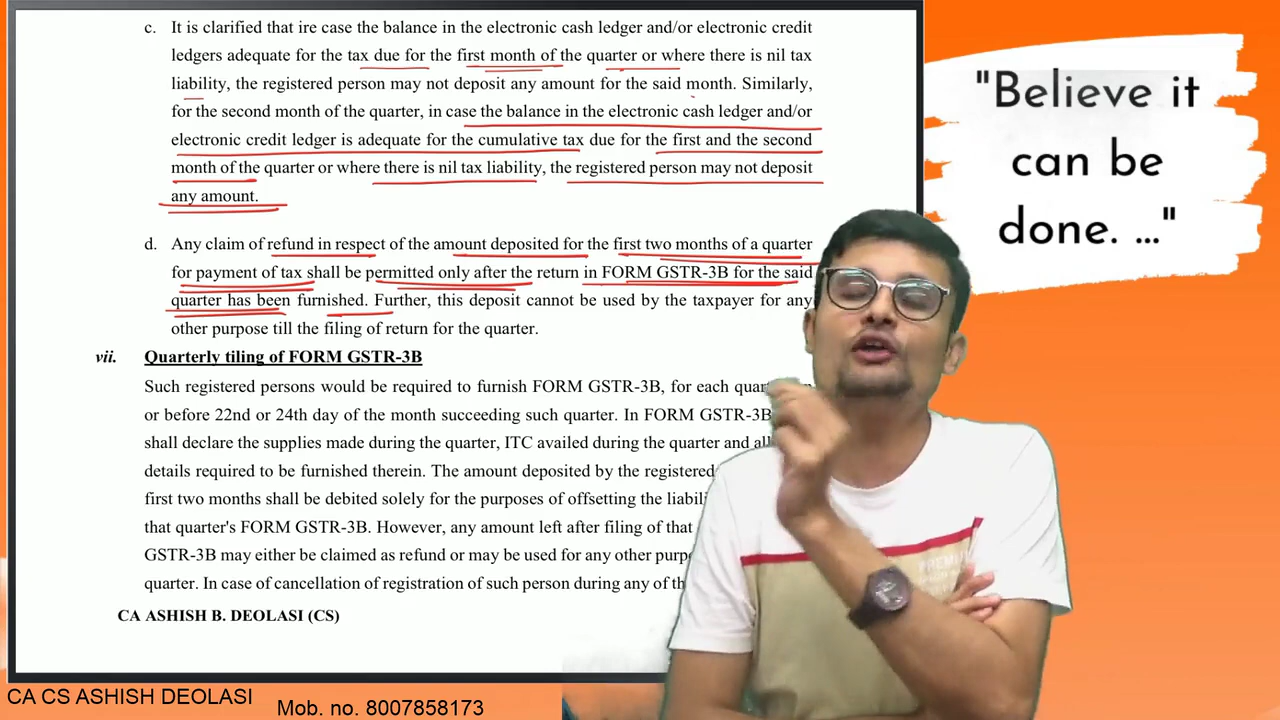 c. It is clarified that ire case the balance in the electronic cash ledger and/or electronic credit
ledgers adequate for the tax due for the first month of the quarter or where there is nil tax
liability, the registered person may not deposit any amount for the said month. Similarly,
for the second month of the quarter, in case the balance in the electronic cash ledger and/or
electronic credit ledger is adequate for the cumulative tax due for the first and the second
month of the quarter or where there is nil tax liability, the registered person may not deposit
any amount.
d. Any claim of refund in respect of the amount deposited for the first two months of a quarter
for payment of tax shall be permitted only after the return in FORM GSTR-3B for the said
quarter has been furnished. Further, this deposit cannot be used by the taxpayer for any
other purpose till the filing of return for the quarter.
vii. Quarterly tiling of FORM GSTR-3B
Such registered persons would be required to furnish FORM GSTR-3B, for each
or before 22nd or 24th day of the month succeeding such quarter. In FORM GSTR-3B
shall declare the supplies made during the quarter, ITC availed during the quarter and
details required to be furnished therein. The amount deposited by the registered
first two months shall be debited solely for the purposes of offsetting the
that quarter's FORM GSTR-3B. However, any amount left after filing of that
GSTR-3B may either be claimed as refund or may be used for any other
quarter. In case of cancellation of registration of such person during any of
CA ASHISH B. DEOLASI (CS)
CA CS ASHISH DEOLASI
Mob. no. 8007858173
"Believe it
can be
done. ..."